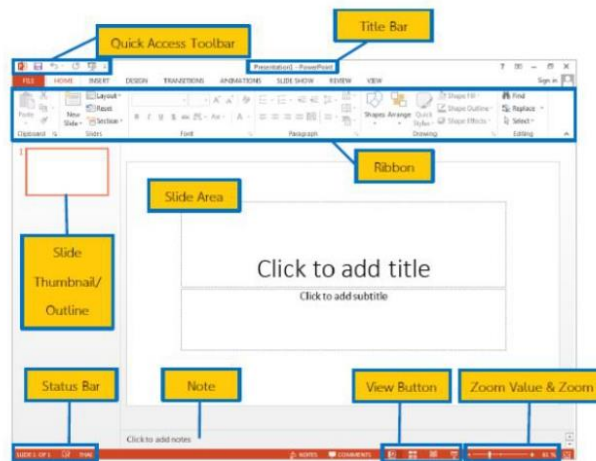 Quick Access Toolbar
Title Bar
Presentation1 - PowerPoint
Sign in
FILE HOME INSERT DESIGN TRANSITIONS ANIMATIONS SLIDE SHOW REVIEW VIEW
Paste
New Slide
Layout
Reset
Section
Shapes Arrange Quick Styles
Shape Fill
Shape Outline
Shape Effects
Find
Replace
Select
Clipboard Slides Font Paragraph Drawing Editing
Ribbon
1
Slide Area
Slide
Thumbnail/
Outline
Click to add title
Click to add subtitle
Status Bar
Note
View Button
Zoom Value & Zoom
Click to add notes
SLIDE 1 OF 1 THAI NOTES COMMENTS